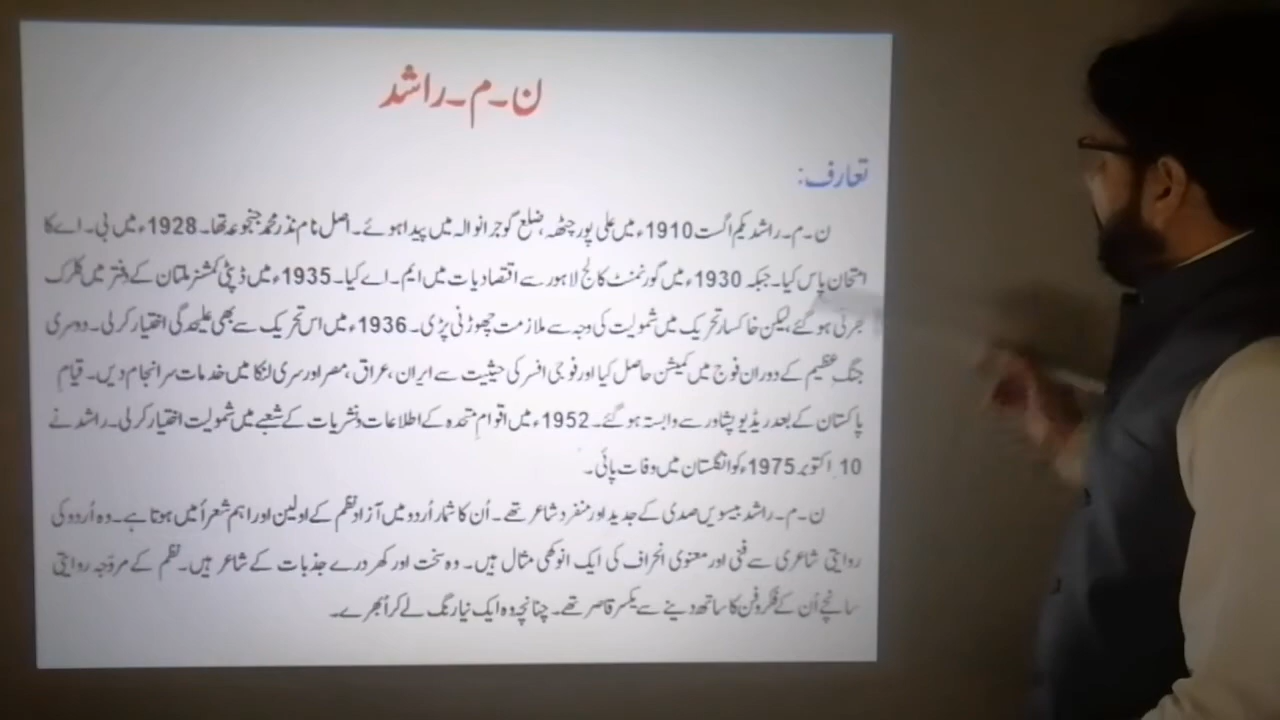 ن۔م۔راشد
تعارف:
ن۔م۔راشد یکم اگست 1910ء میں علی پور چٹھہ، ضلع گوجرانوالہ میں پیدا ہوئے۔ اصل نام نذر محمد جنجوعہ تھا۔ 1928ء میں بی۔اے کا
امتحان پاس کیا۔ جبکہ 1930ء میں گورنمنٹ کالج لاہور سے اقتصادیات میں ایم۔اے کیا۔ 1935ء میں ڈپٹی کمشنر ملتان کے دفتر میں کلرک
بھرتی ہو گئے، لیکن خاکسار تحریک میں شمولیت کی وجہ سے ملازمت چھوڑنی پڑی۔ 1936ء میں اس تحریک سے بھی علیحدگی اختیار کر لی۔ دوسری
جنگِ عظیم کے دوران فوج میں کمیشن حاصل کیا اور فوجی افسر کی حیثیت سے ایران، عراق، مصر اور سری لنکا میں خدمات سرانجام دیں۔ قیام
پاکستان کے بعد ریڈیو پشاور سے وابستہ ہو گئے۔ 1952ء میں اقوامِ متحدہ کے اطلاعات و نشریات کے شعبے میں شمولیت اختیار کر لی۔ راشد نے
10 اکتوبر 1975ء کو انگلستان میں وفات پائی۔
ن۔م۔راشد بیسویں صدی کے جدید اور منفرد شاعر تھے۔ اُن کا شمار اُردو میں آزاد نظم کے اولین اور اہم شعراً میں ہوتا ہے۔ وہ اُردو کی
روایتی شاعری سے فنی اور معنوی انحراف کی ایک انوکھی مثال ہیں۔ وہ سخت اور کھردرے جذبات کے شاعر ہیں۔ نظم کے مروّجہ روایتی
سانچے اُن کے فکر و فن کا ساتھ دینے سے یکسر قاصر تھے۔ چنانچہ وہ ایک نیا رنگ لے کر اُبھرے۔